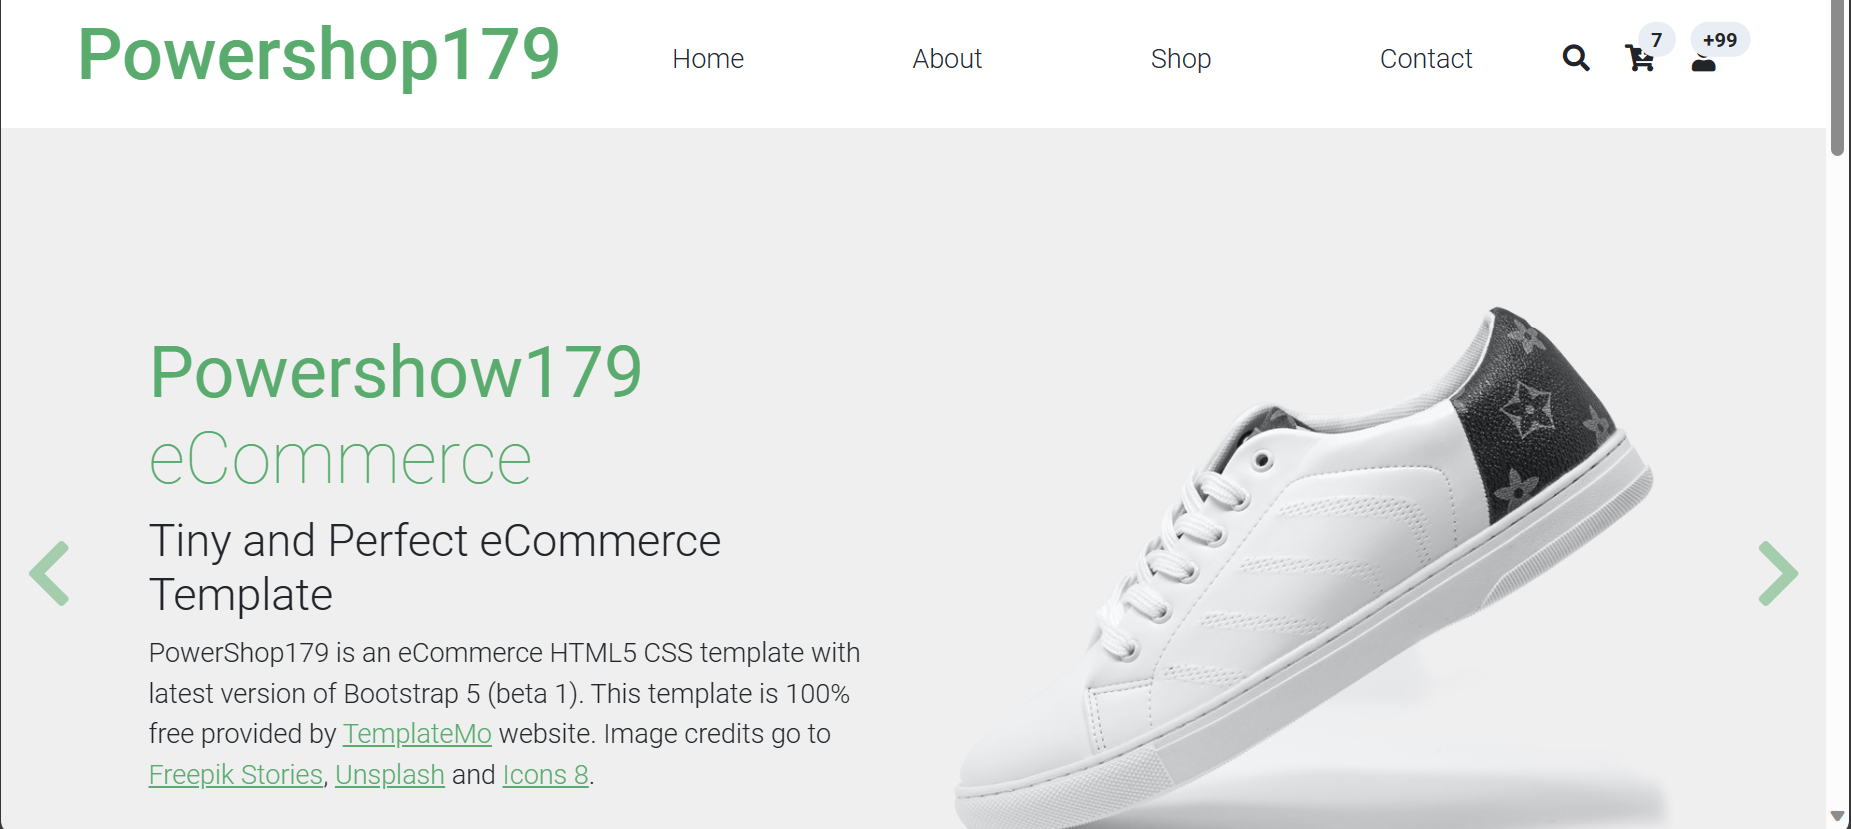 Powershop179
Home About Shop Contact 7 +99
Powershow179
eCommerce
Tiny and Perfect eCommerce
Template
PowerShop179 is an eCommerce HTML5 CSS template with
latest version of Bootstrap 5 (beta 1). This template is 100%
free provided by TemplateMo website. Image credits go to
Freepik Stories, Unsplash and Icons 8.